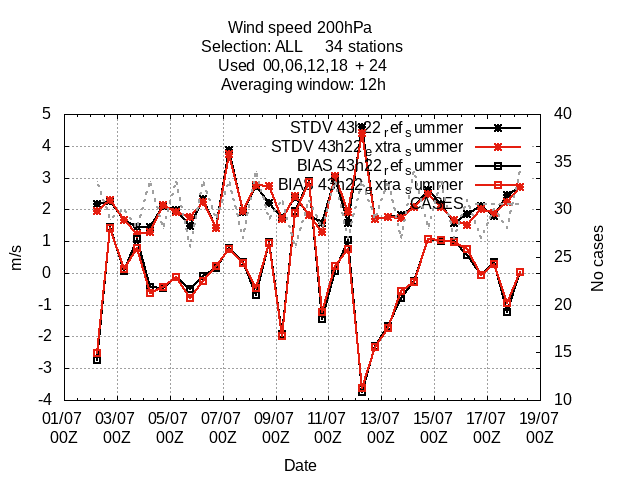 Wind speed 200hPa
Selection: ALL 34 stations
Used 00,06,12,18 + 24
Averaging window: 12h
5
4
3
2
1
0
-1
-2
-3
-4
m/s
40
35
30
25
20
15
10
No cases
STDV 43h22_ref_summer
STDV 43h22_extra_summer
BIAS 43h22_ref_summer
BIAS 43h22_extra_summer
CASES
01/07 03/07 05/07 07/07 09/07 11/07 13/07 15/07 17/07 19/07
00Z 00Z 00Z 00Z 00Z 00Z 00Z 00Z 00Z 00Z
Date